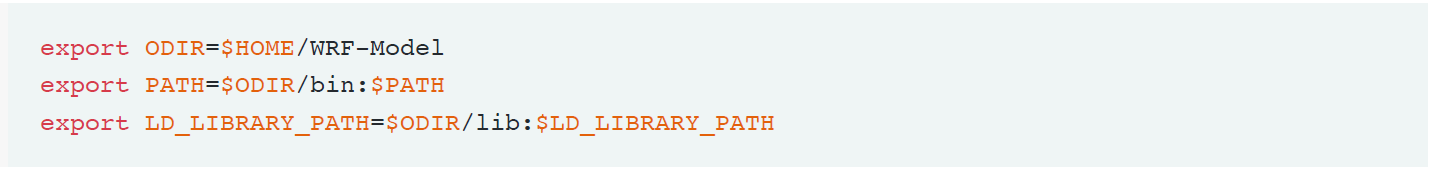 export ODIR=$HOME/WRF-Model
export PATH=$ODIR/bin:$PATH
export LD_LIBRARY_PATH=$ODIR/lib:$LD_LIBRARY_PATH